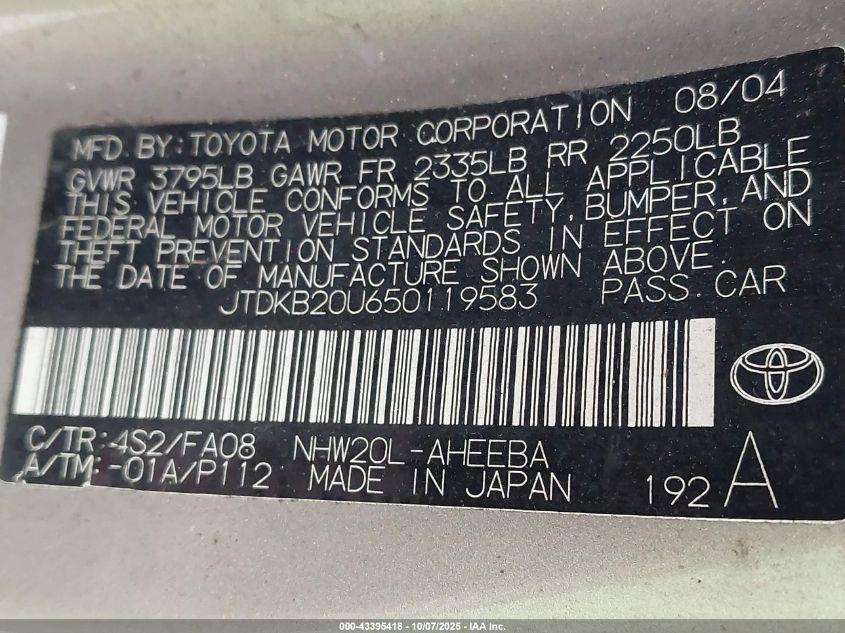 MFD. BY: TOYOTA MOTOR CORPORATION 08/04
GVWR 3795LB GAWR FR 2335LB RR 2250LB
THIS VEHICLE CONFORMS TO ALL APPLICABLE
FEDERAL MOTOR VEHICLE SAFETY, BUMPER, AND
THEFT PREVENTION STANDARDS IN EFFECT ON
THE DATE OF MANUFACTURE SHOWN ABOVE.
JTDKB20U650119583 PASS. CAR
C/TR: 4S2/FA08 NHW20L-AHEEBA
A/TM: -01A/P112 MADE IN JAPAN 192 A
000-43395418 - 10/07/2025 - IAA Inc.